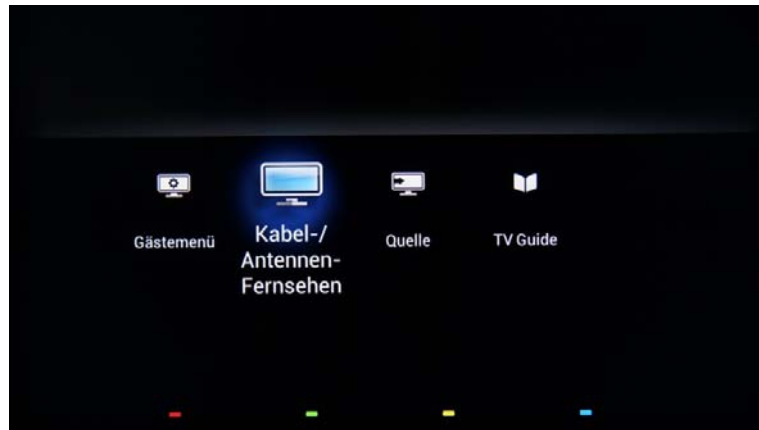 Gästemenü
Kabel-/
Antennen-
Fernsehen
Quelle
TV Guide